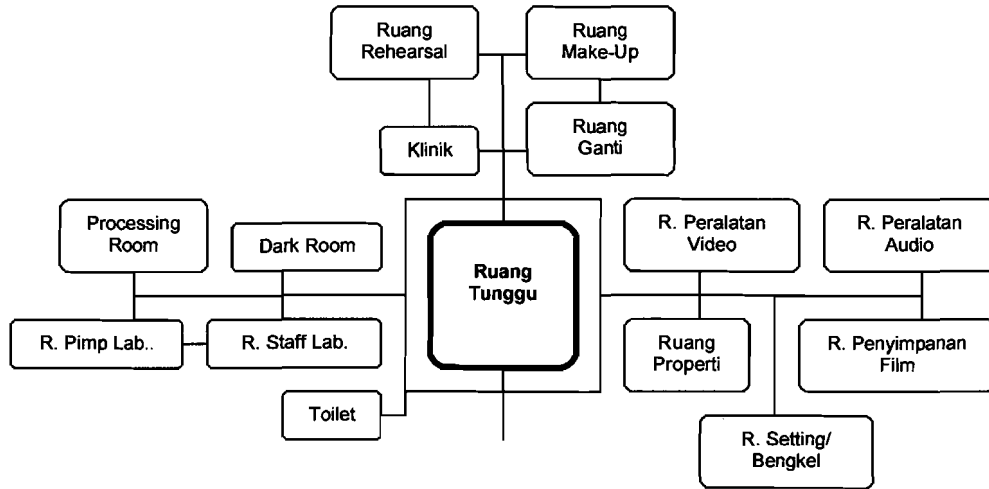 Ruang
Rehearsal
Ruang
Make-Up
Klinik
Ruang
Ganti
Processing
Room
Dark Room
R. Peralatan
Video
R. Peralatan
Audio
Ruang
Tunggu
R. Pimp Lab..
R. Staff Lab.
Ruang
Properti
R. Penyimpanan
Film
Toilet
R. Setting/
Bengkel